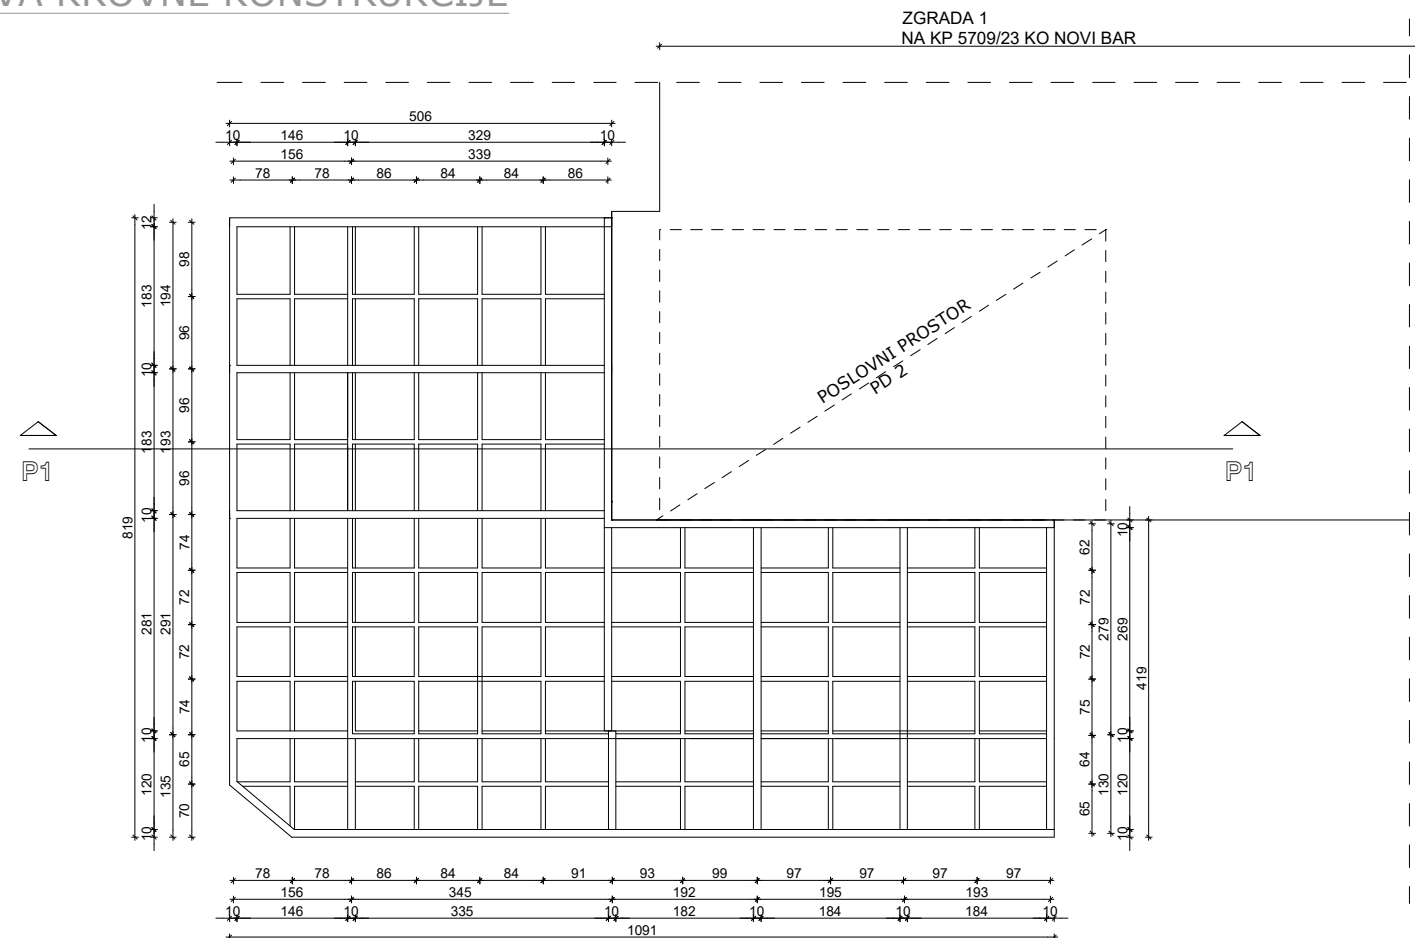 VA KROVNE KONSTRUKCIJE
ZGRADA 1
NA KP 5709/23 KO NOVI BAR
506
10 146 10 329 10
156 339
78 78 86 84 84 86
819
12 183 10 183 10 281 10 120 10
194 193 291 135
98 96 96 96 74 72 72 74 65 70
POSLOVNI PROSTOR
PD 2
P1
P1
62 72 72 75 64 65
279 130
10 269 10 120 10
419
78 78 86 84 84 91 93 99 97 97 97 97
156 345 192 195 193
10 146 10 335 10 182 10 184 10 184 10
1091